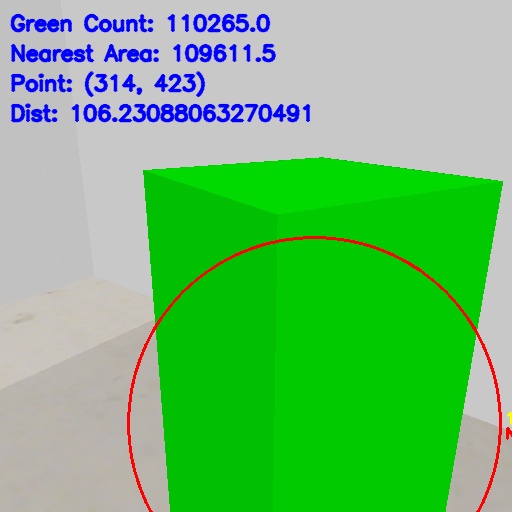 Green Count: 110265.0
Nearest Area: 109611.5
Point: (314, 423)
Dist: 106.23088063270491